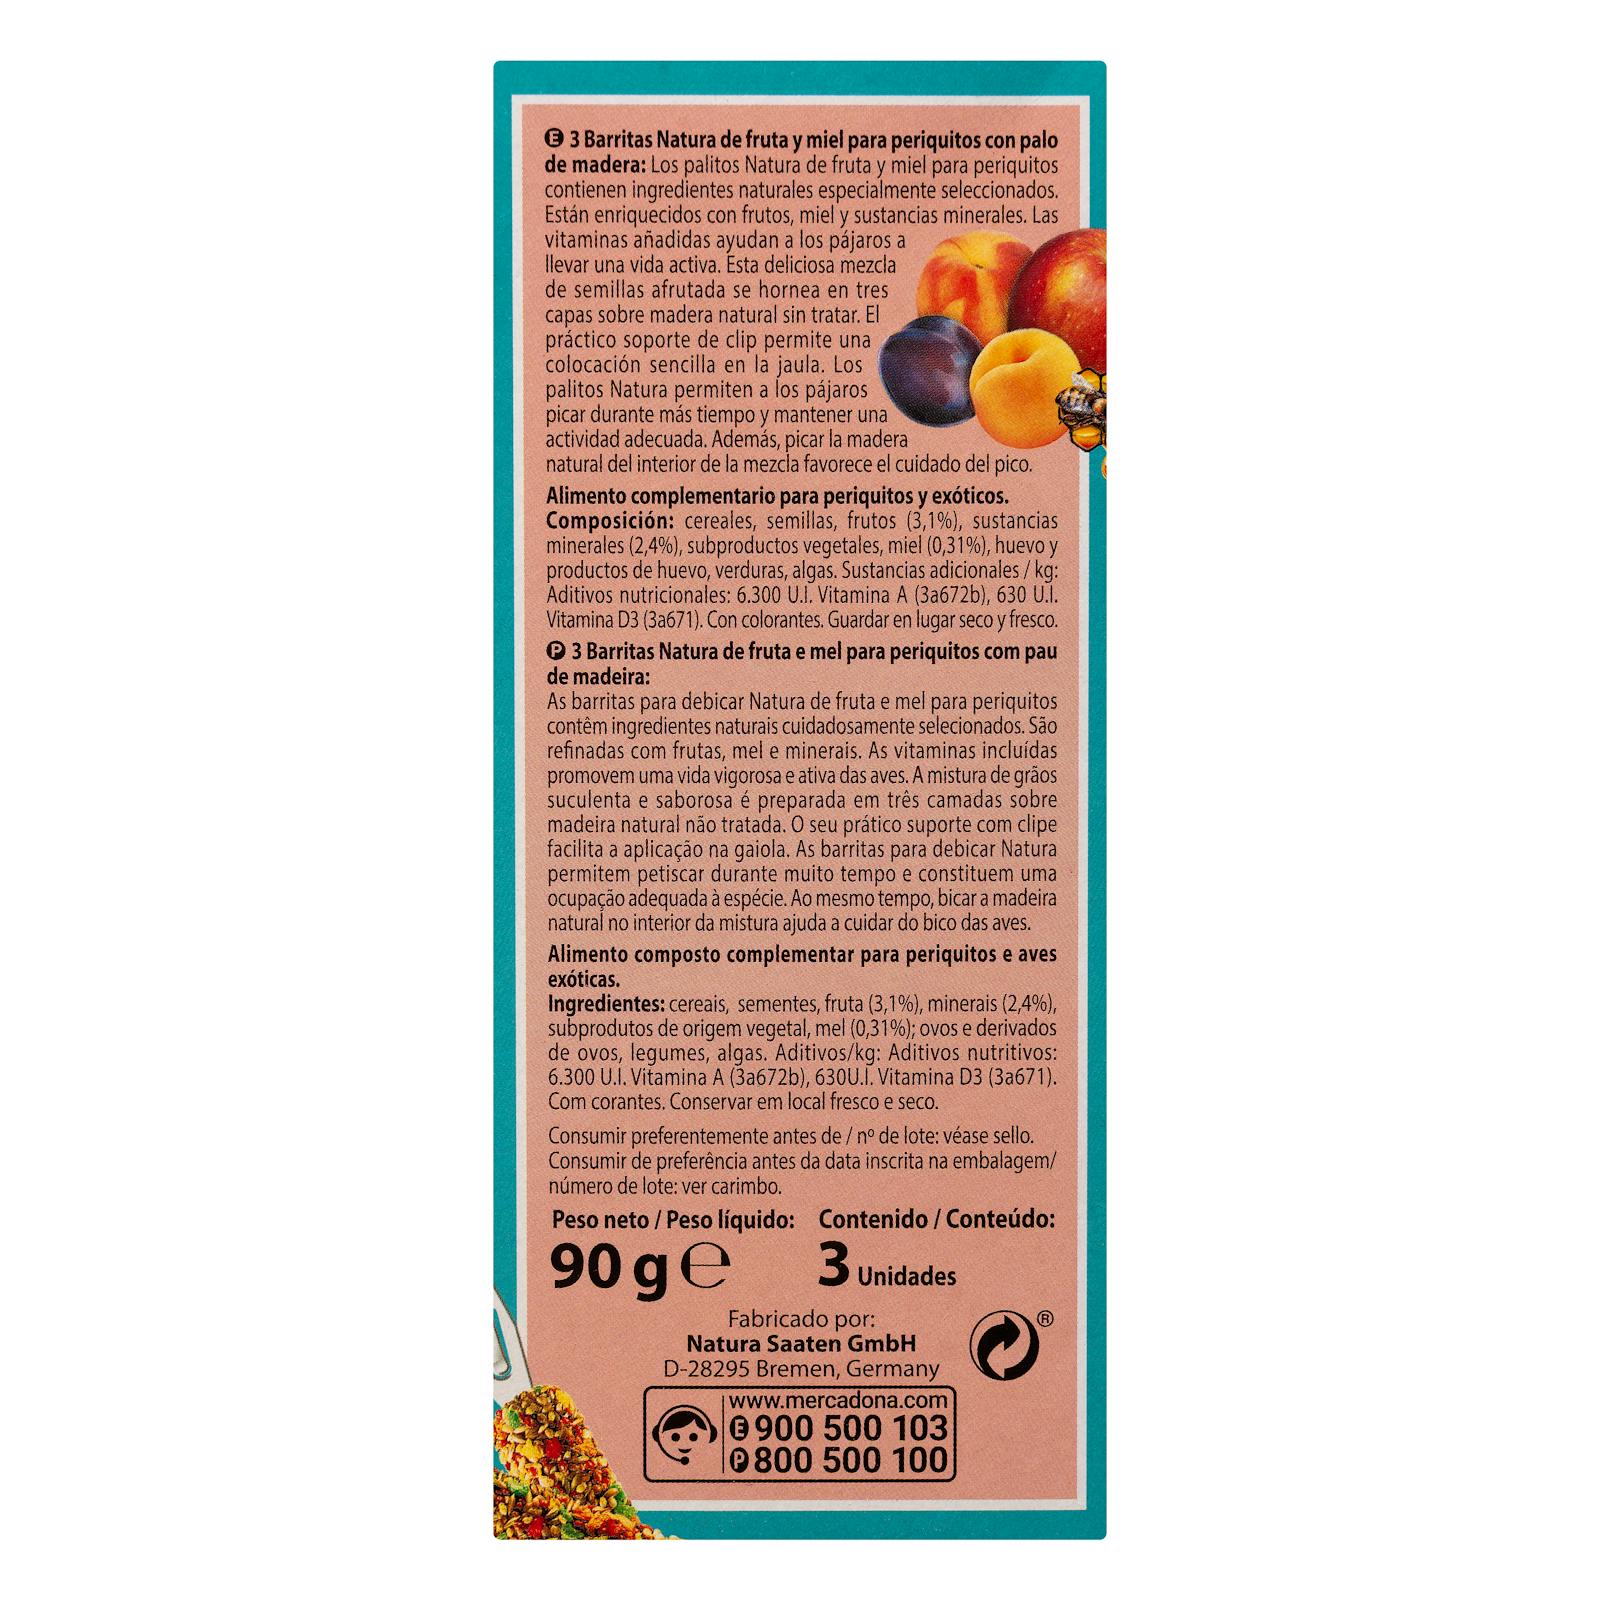 E 3 Barritas Natura de fruta y miel para periquitos con palo
de madera: Los palitos Natura de fruta y miel para periquitos
contienen ingredientes naturales especialmente seleccionados.
Están enriquecidos con frutos, miel y sustancias minerales. Las
vitaminas añadidas ayudan a los pájaros a
llevar una vida activa. Esta deliciosa mezcla
de semillas afrutada se hornea en tres
capas sobre madera natural sin tratar. El
práctico soporte de clip permite una
colocación sencilla en la jaula. Los
palitos Natura permiten a los pájaros
picar durante más tiempo y mantener una
actividad adecuada. Además, picar la madera
natural del interior de la mezcla favorece el cuidado del pico.
Alimento complementario para periquitos y exóticos.
Composición: cereales, semillas, frutos (3,1%), sustancias
minerales (2,4%), subproductos vegetales, miel (0,31%), huevo y
productos de huevo, verduras, algas. Sustancias adicionales / kg:
Aditivos nutricionales: 6.300 U.I. Vitamina A (3a672b), 630 U.I.
Vitamina D3 (3a671). Con colorantes. Guardar en lugar seco y fresco.
P 3 Barritas Natura de fruta e mel para periquitos com pau
de madeira:
As barritas para debicar Natura de fruta e mel para periquitos
contêm ingredientes naturais cuidadosamente selecionados. São
refinadas com frutas, mel e minerais. As vitaminas incluídas
promovem uma vida vigorosa e ativa das aves. A mistura de grãos
suculenta e saborosa é preparada em três camadas sobre
madeira natural não tratada. O seu prático suporte com clipe
facilita a aplicação na gaiola. As barritas para debicar Natura
permitem petiscar durante muito tempo e constituem uma
ocupação adequada à espécie. Ao mesmo tempo, bicar a madeira
natural no interior da mistura ajuda a cuidar do bico das aves.
Alimento composto complementar para periquitos e aves
exóticas.
Ingredientes: cereais, sementes, fruta (3,1%), minerais (2,4%),
subprodutos de origem vegetal, mel (0,31%); ovos e derivados
de ovos, legumes, algas. Aditivos/kg: Aditivos nutritivos:
6.300 U.I. Vitamina A (3a672b), 630U.I. Vitamina D3 (3a671).
Com corantes. Conservar em local fresco e seco.
Consumir preferentemente antes de / nº de lote: véase sello.
Consumir de preferência antes da data inscrita na embalagem/
número de lote: ver carimbo.
Peso neto / Peso líquido: Contenido / Conteúdo:
90 g ℮ 3 Unidades
Fabricado por:
Natura Saaten GmbH
D-28295 Bremen, Germany
®
www.mercadona.com
E 900 500 103
P 800 500 100